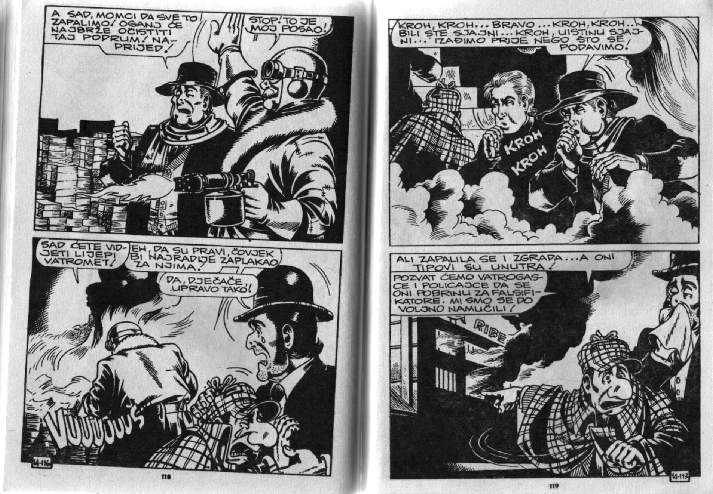 A SAD, MOMCI DA SVE TO
ZAPALIMO! OGANJ ĆE
NAJBRŽE OČISTITI
TAJ PODRUM! NA-
PRIJED!
STOP! TO JE
MOJ POSAO!
SAD ĆETE VID-
JETI LIJEPI
VATROMET!
EH, DA SU PRAVI, ČOVJEK
BI NAJRADIJE ZAPLAKAO
ZA NJIMA!
DA, DJEČAČE
UPRAVO TAKO!
VUUUUUUS
118
KROH, KROH... BRAVO...KROH, KROH...
BILI STE SJAJNI...KROH, UISTINU SJAJ-
NI... IZAĐIMO PRIJE NEGO ŠTO SE
PODAVIMO!
KROH
KROH
ALI ZAPALILA SE I ZGRADA...A ONI
TIPOVI SU UNUTRA!
POZVAT ĆEMO VATROGAS-
CE I POLICAJCE DA SE
ONI POBRINU ZA FALSIFI-
KATORE. MI SMO SE DO-
VOLJNO NAMUČILI!
RIBE
119